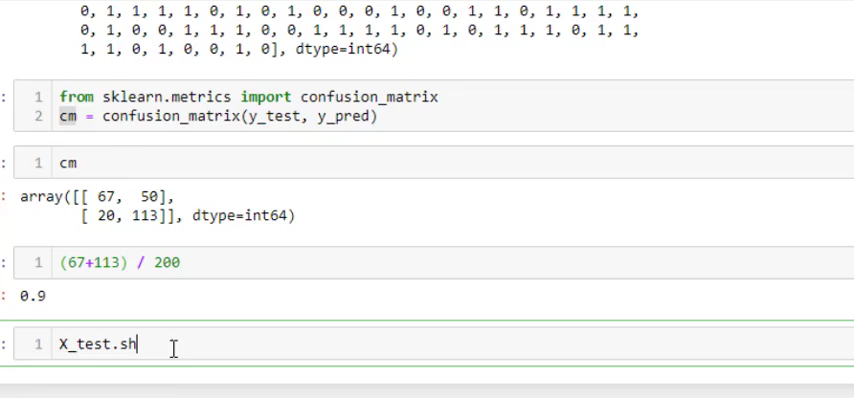 0, 1, 1, 1, 1, 0, 1, 0, 1, 0, 0, 0, 1, 0, 0, 1, 1, 0, 1, 1, 1, 1,
0, 1, 0, 0, 1, 1, 0, 0, 1, 1, 1, 1, 0, 1, 0, 1, 1, 1, 0, 1, 1,
1, 1, 0, 1, 0, 0, 1, 0], dtype=int64)
: 1 from sklearn.metrics import confusion_matrix
2 cm = confusion_matrix(y_test, y_pred)
: 1 cm
: array([[ 67, 50],
[ 20, 113]], dtype=int64)
: 1 (67+113) / 200
: 0.9
: 1 X_test.sh